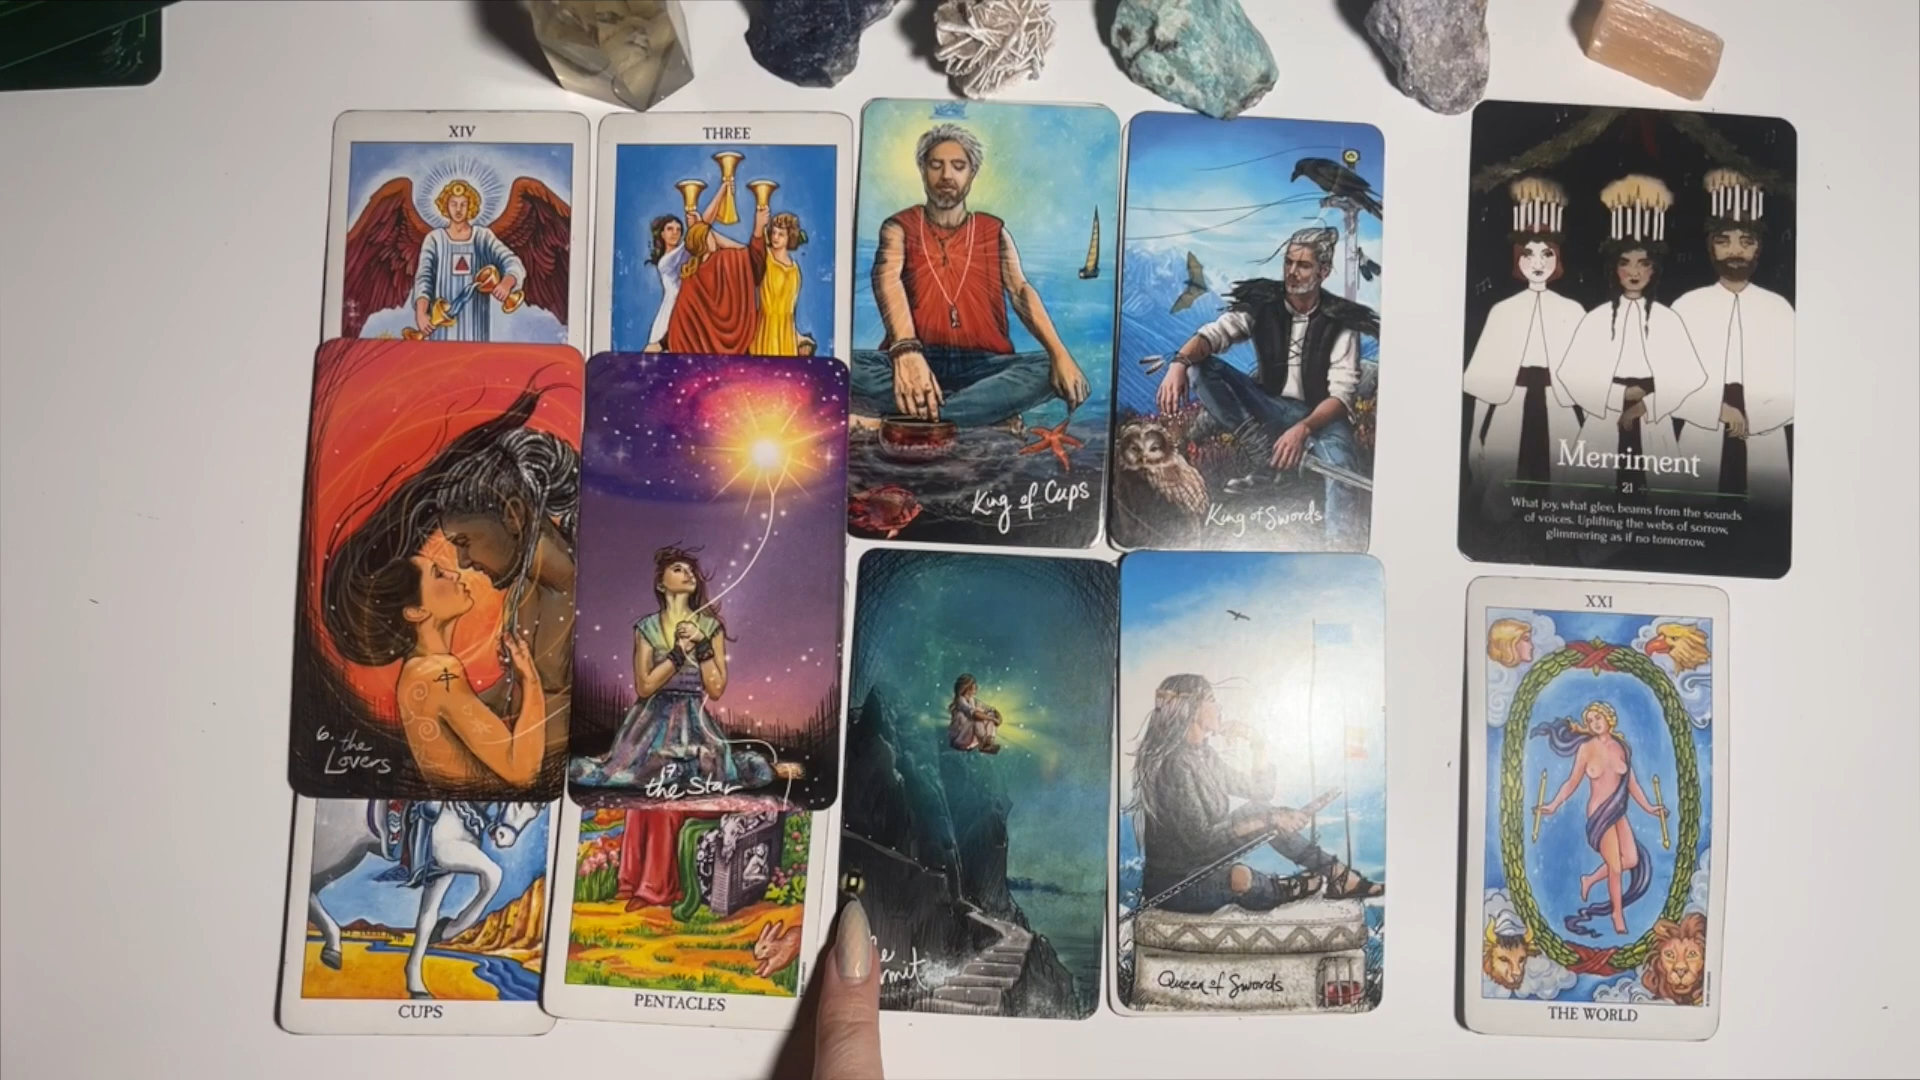 XIV
THREE
King of Cups
King of Swords
Merriment
21
What joy, what glee, beams from the sounds
of voices. Uplifting the webs of sorrow,
glimmering as if no tomorrow.
6. the
Lovers
17
the Star
XXI
CUPS
PENTACLES
Queen of Swords
THE WORLD